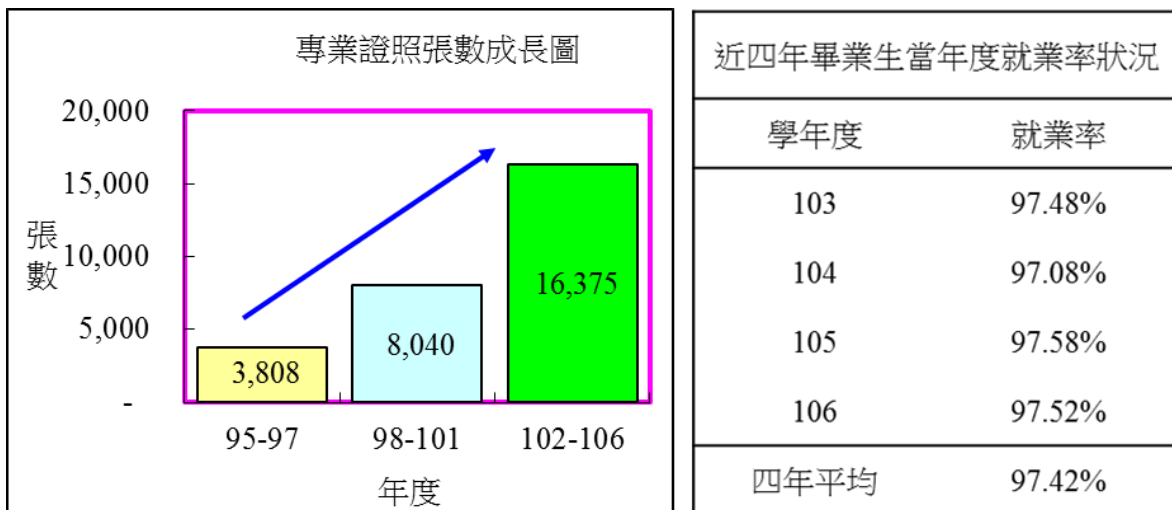 專業證照張數成長圖
20,000
15,000
10,000
5,000
-
張數
3,808
8,040
16,375
95-97 98-101 102-106
年度
近四年畢業生當年度就業率狀況
學年度 就業率
103 97.48%
104 97.08%
105 97.58%
106 97.52%
四年平均 97.42%